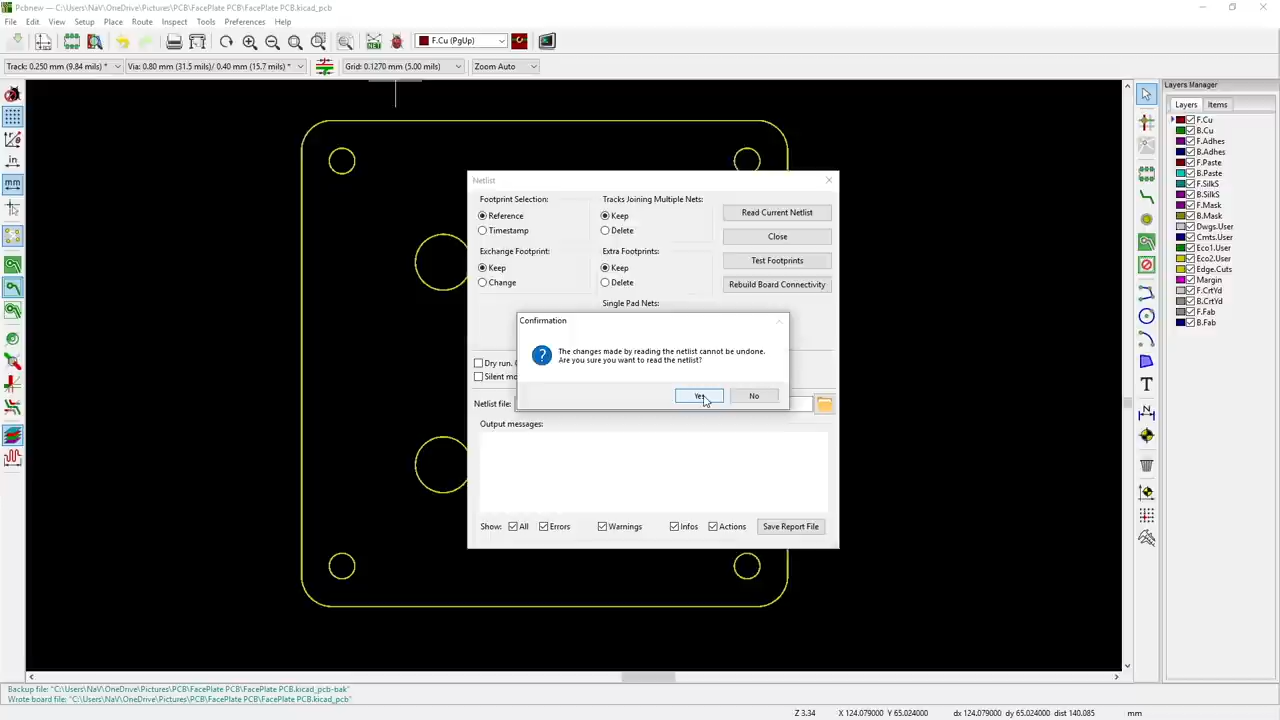 Pcbnew — C:\Users\NaV\OneDrive\Pictures\PCB\FacePlate PCB\FacePlate PCB.kicad_pcb
File Edit View Setup Place Route Inspect Tools Preferences Help
NET
F.Cu (PgUp)
Track: 0.250 mm (9.84 mils) *
Via: 0.80 mm (31.5 mils)/ 0.40 mm (15.7 mils) *
Grid: 0.1270 mm (5.00 mils)
Zoom Auto
in
mm
Layers Manager
Layers Items
F.Cu
B.Cu
F.Adhes
B.Adhes
F.Paste
B.Paste
F.SilkS
B.SilkS
F.Mask
B.Mask
Dwgs.User
Cmts.User
Eco1.User
Eco2.User
Edge.Cuts
Margin
F.CrtYd
B.CrtYd
F.Fab
B.Fab
T
N
Netlist
Footprint Selection:
Reference
Timestamp
Tracks Joining Multiple Nets:
Keep
Delete
Read Current Netlist
Close
Exchange Footprint:
Keep
Change
Extra Footprints:
Keep
Delete
Test Footprints
Rebuild Board Connectivity
Single Pad Nets:
Confirmation
The changes made by reading the netlist cannot be undone.
Are you sure you want to read the netlist?
Yes No
Dry run.
Silent mo
Netlist file:
Output messages:
Show: All Errors Warnings Infos Actions Save Report File
Backup file: "C:\Users\NaV\OneDrive\Pictures\PCB\FacePlate PCB\FacePlate PCB.kicad_pcb-bak"
Wrote board file: "C:\Users\NaV\OneDrive\Pictures\PCB\FacePlate PCB\FacePlate PCB.kicad_pcb"
Z 3.34 X 124.079000 Y 65.024000 dx 124.079000 dy 65.024000 dist 140.085 mm